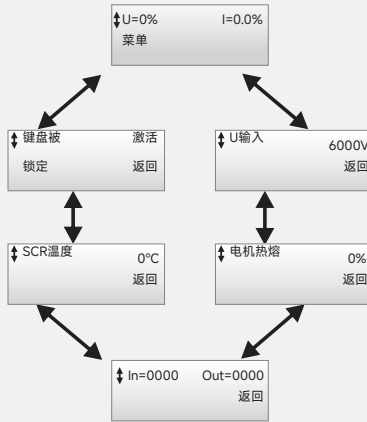 U=0% I=0.0%
菜单
键盘被 激活
锁定 返回
U输入 6000V
返回
SCR温度 0°C
返回
电机热熔 0%
返回
In=0000 Out=0000
返回